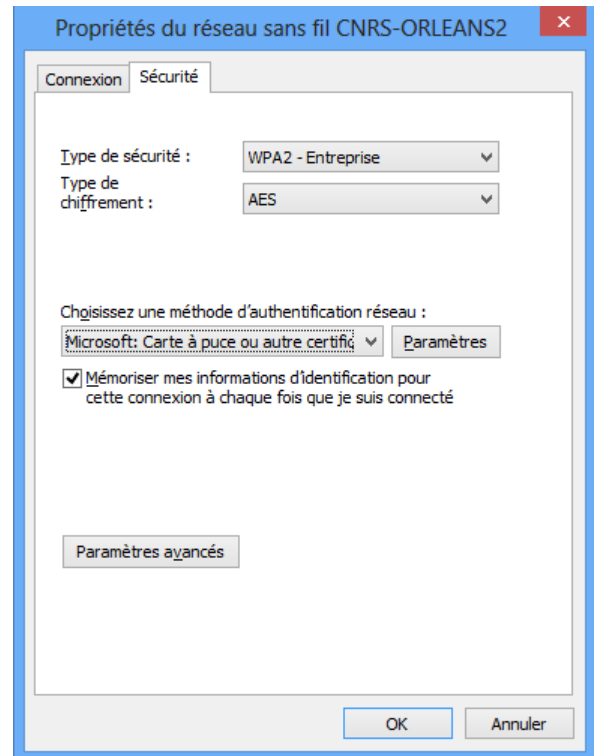 Propriétés du réseau sans fil CNRS-ORLEANS2
Connexion
Sécurité
Type de sécurité :
WPA2 - Entreprise
Type de
chiffrement :
AES
Choisissez une méthode d'authentification réseau :
Microsoft: Carte à puce ou autre certific
Paramètres
Mémoriser mes informations d'identification pour
cette connexion à chaque fois que je suis connecté
Paramètres avancés
OK
Annuler